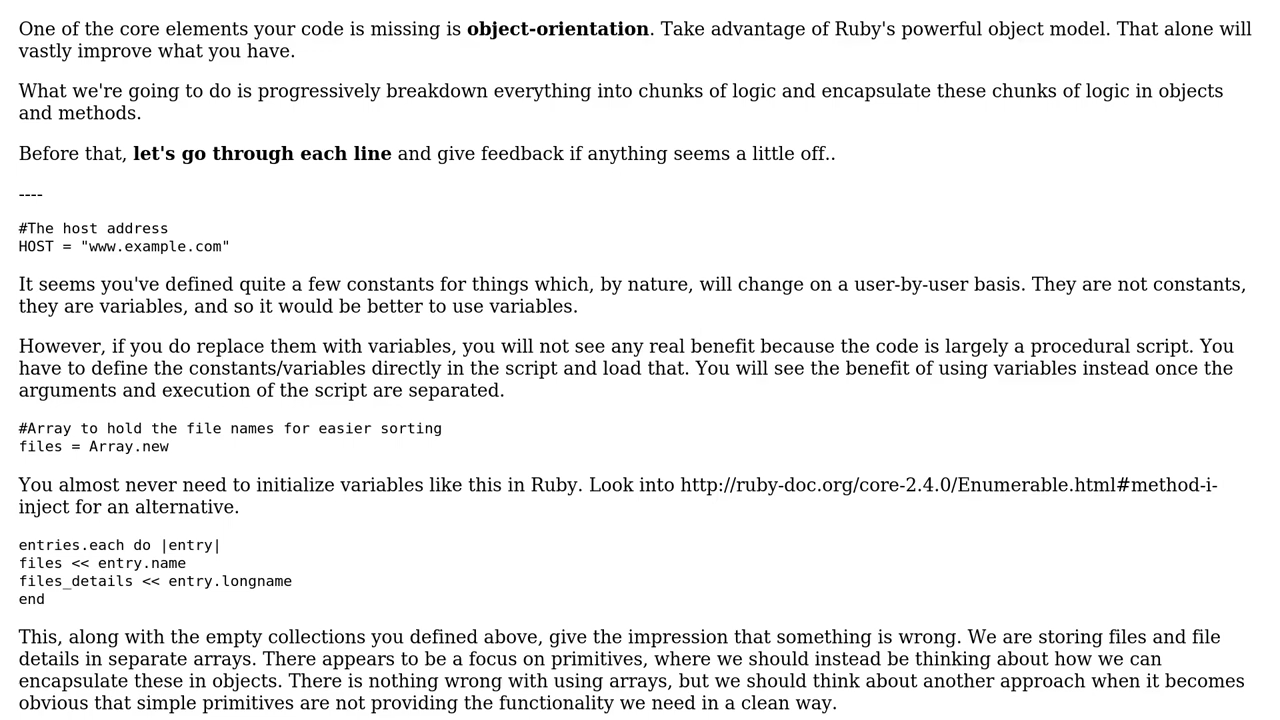 One of the core elements your code is missing is object-orientation. Take advantage of Ruby's powerful object model. That alone will
vastly improve what you have.
What we're going to do is progressively breakdown everything into chunks of logic and encapsulate these chunks of logic in objects
and methods.
Before that, let's go through each line and give feedback if anything seems a little off..
----
#The host address
HOST = "www.example.com"
It seems you've defined quite a few constants for things which, by nature, will change on a user-by-user basis. They are not constants,
they are variables, and so it would be better to use variables.
However, if you do replace them with variables, you will not see any real benefit because the code is largely a procedural script. You
have to define the constants/variables directly in the script and load that. You will see the benefit of using variables instead once the
arguments and execution of the script are separated.
#Array to hold the file names for easier sorting
files = Array.new
You almost never need to initialize variables like this in Ruby. Look into http://ruby-doc.org/core-2.4.0/Enumerable.html#method-i-
inject for an alternative.
entries.each do |entry|
files << entry.name
files_details << entry.longname
end
This, along with the empty collections you defined above, give the impression that something is wrong. We are storing files and file
details in separate arrays. There appears to be a focus on primitives, where we should instead be thinking about how we can
encapsulate these in objects. There is nothing wrong with using arrays, but we should think about another approach when it becomes
obvious that simple primitives are not providing the functionality we need in a clean way.